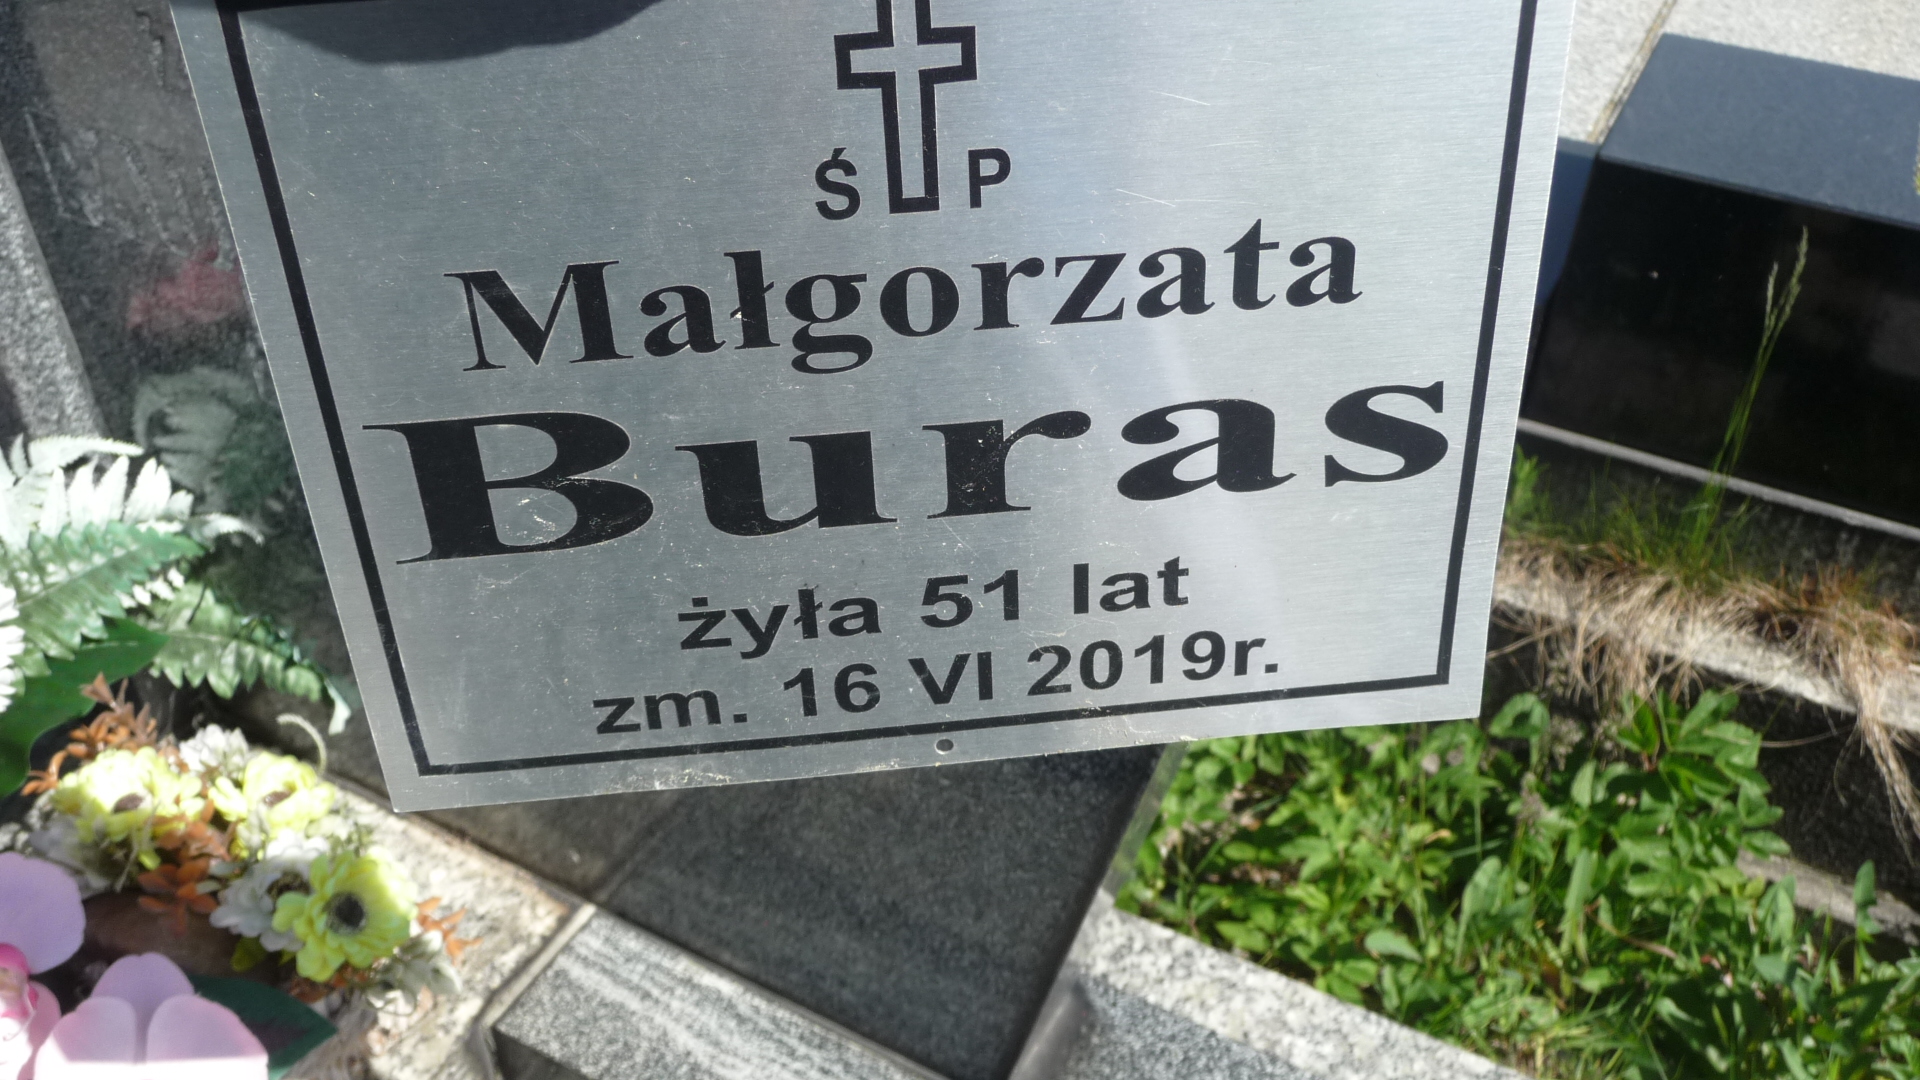 Ś P
Małgorzata
Buras
żyła 51 lat
zm. 16 VI 2019r.